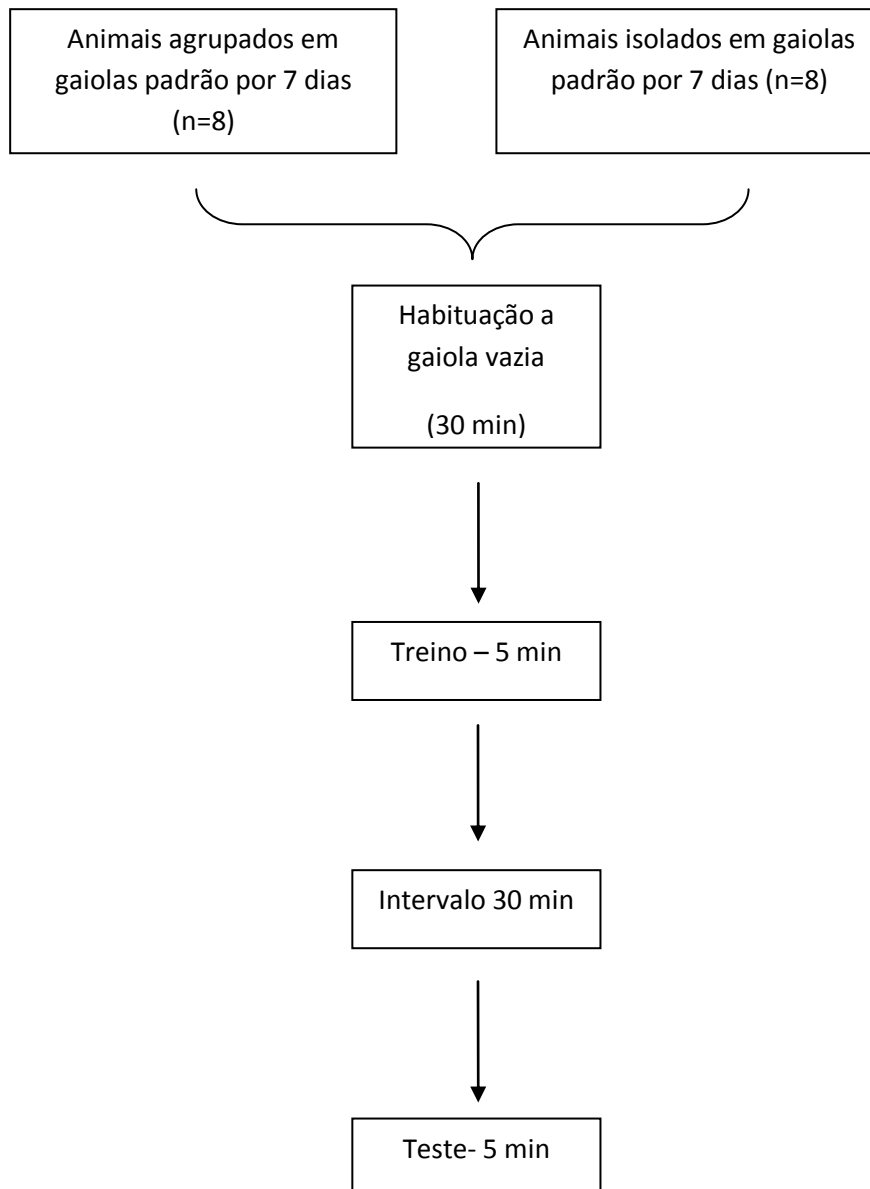 Animais agrupados em
gaiolas padrão por 7 dias
(n=8)
Animais isolados em gaiolas
padrão por 7 dias (n=8)
Habituação a
gaiola vazia
(30 min)
Treino – 5 min
Intervalo 30 min
Teste- 5 min